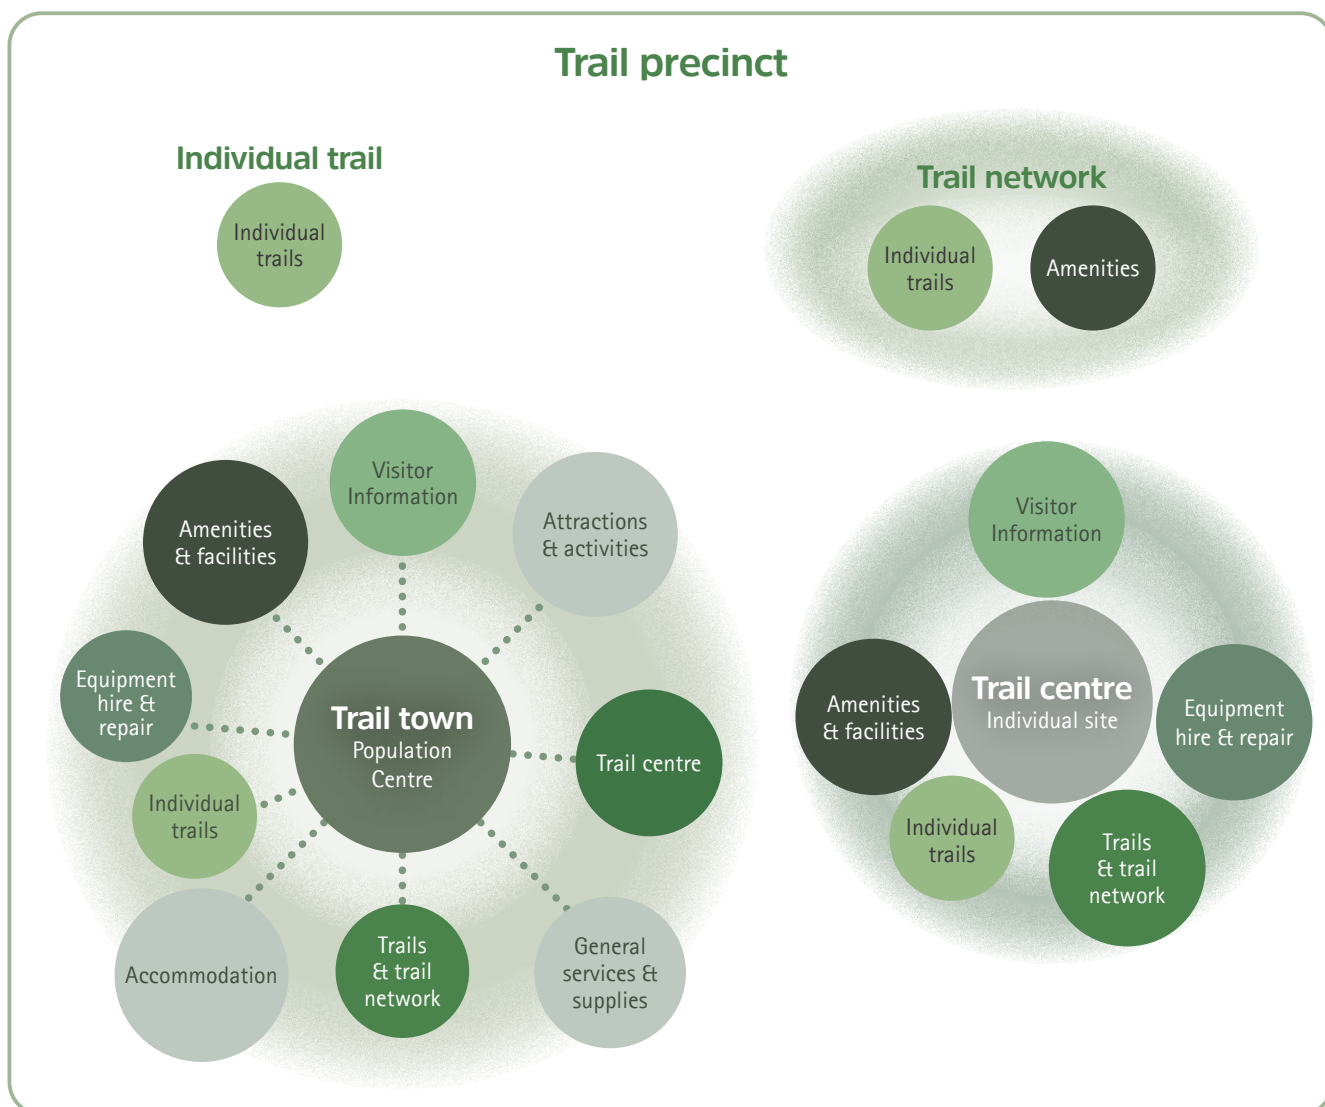 Trail precinct
Individual trail
Individual
trails
Trail network
Individual
trails
Amenities
Visitor
Information
Amenities
& facilities
Attractions
& activities
Equipment
hire &
repair
Trail town
Population
Centre
Trail centre
Individual
trails
Accommodation
Trails
& trail
network
General
services &
supplies
Visitor
Information
Amenities
& facilities
Trail centre
Individual site
Equipment
hire & repair
Individual
trails
Trails
& trail
network